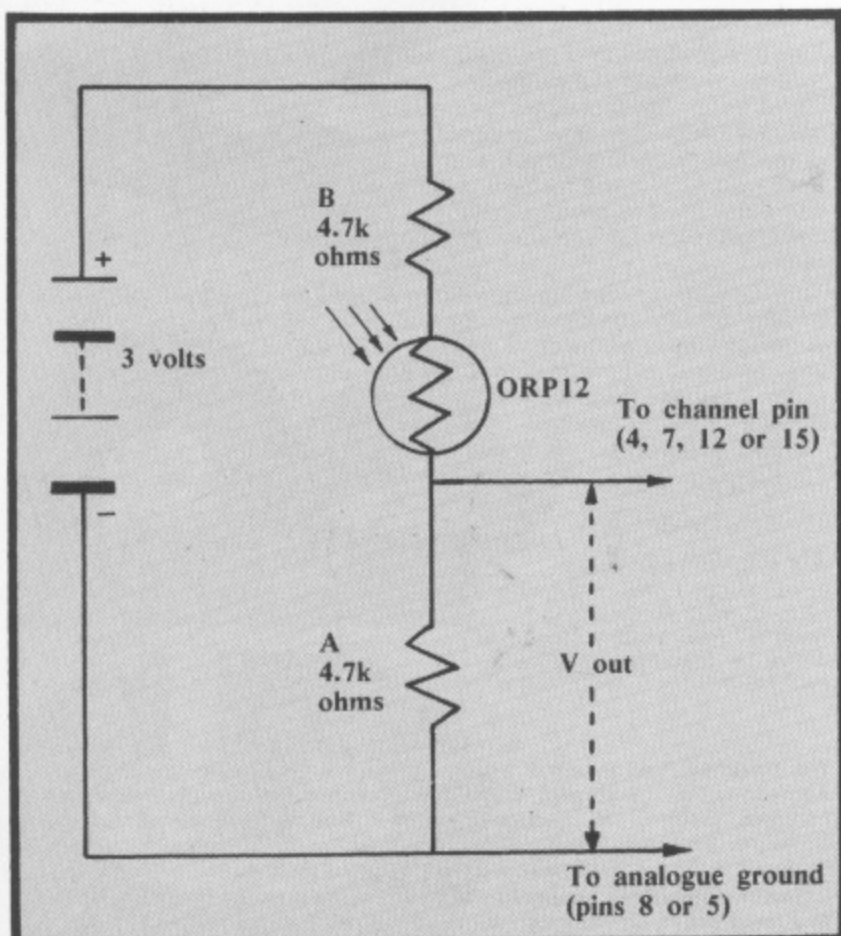 B
4.7k
ohms
+
3 volts
ORP12
To channel pin
(4, 7, 12 or 15)
−
A
4.7k
ohms
V out
To analogue ground
(pins 8 or 5)